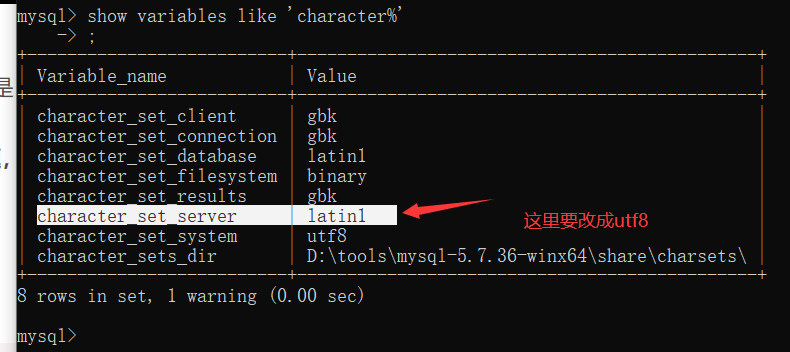 mysql> show variables like 'character%'
    -> ;
+--------------------------+---------------------------------------------+
| Variable_name            | Value                                       |
+--------------------------+---------------------------------------------+
| character_set_client     | gbk                                         |
| character_set_connection | gbk                                         |
| character_set_database   | latin1                                      |
| character_set_filesystem | binary                                      |
| character_set_results    | gbk                                         |
| character_set_server     | latin1                                      |
这里要改成utf8
| character_set_system     | utf8                                        |
| character_sets_dir       | D:\tools\mysql-5.7.36-winx64\share\charsets\ |
+--------------------------+---------------------------------------------+
8 rows in set, 1 warning (0.00 sec)
mysql>
是
,